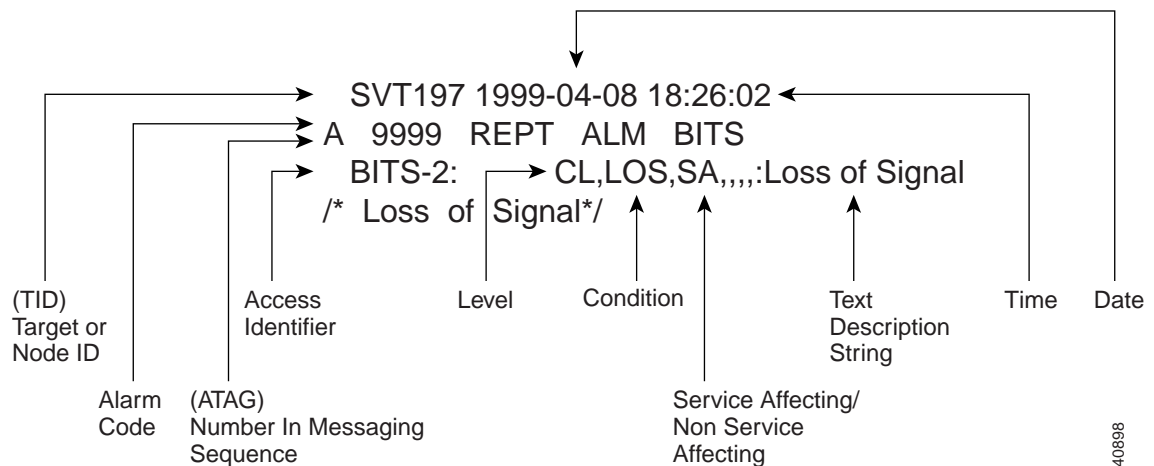 SVT197 1999-04-08 18:26:02
A 9999 REPT ALM BITS
BITS-2: CL,LOS,SA,,,,:Loss of Signal
/* Loss of Signal*/
(TID)
Target or
Node ID
Access
Identifier
Level
Condition
Text
Description
String
Time
Date
Alarm
Code
(ATAG)
Number In Messaging
Sequence
Service Affecting/
Non Service
Affecting
40898